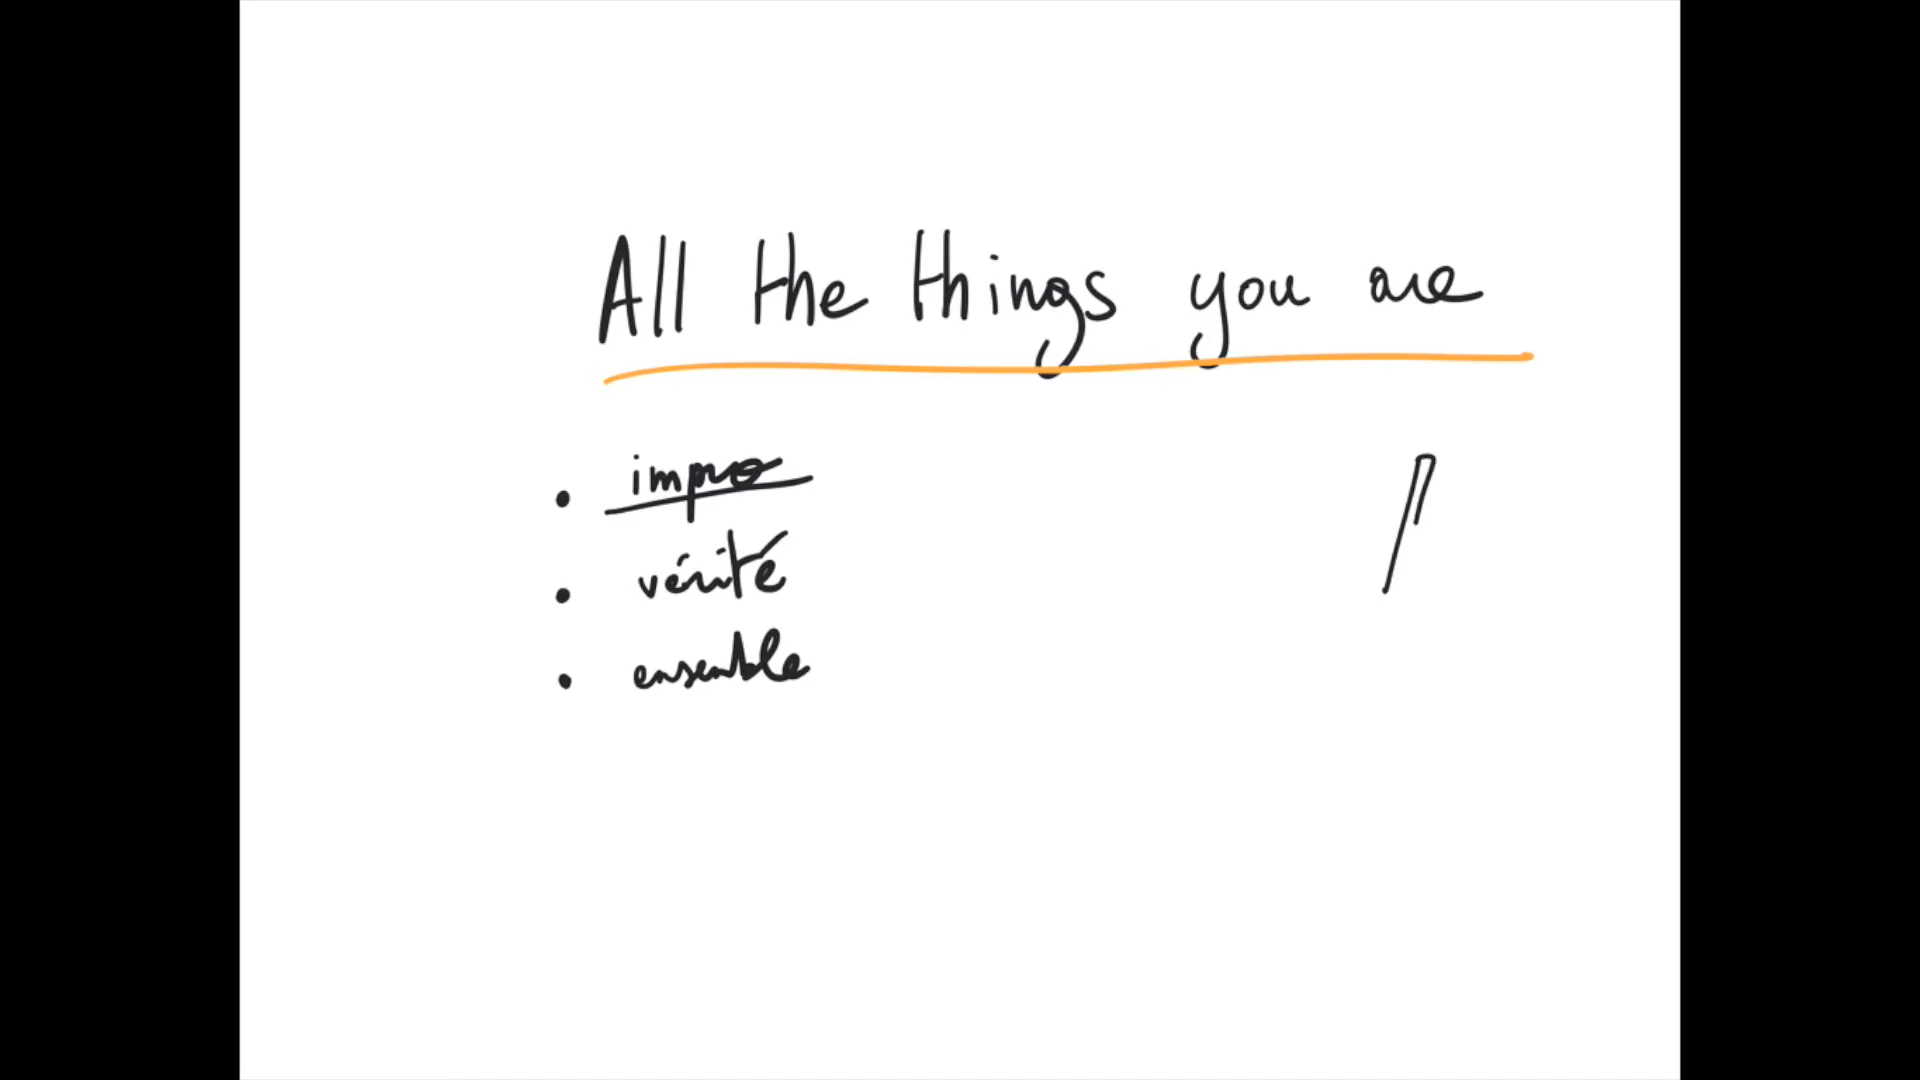 All the things you are
• impro
• vérité
• ensemble